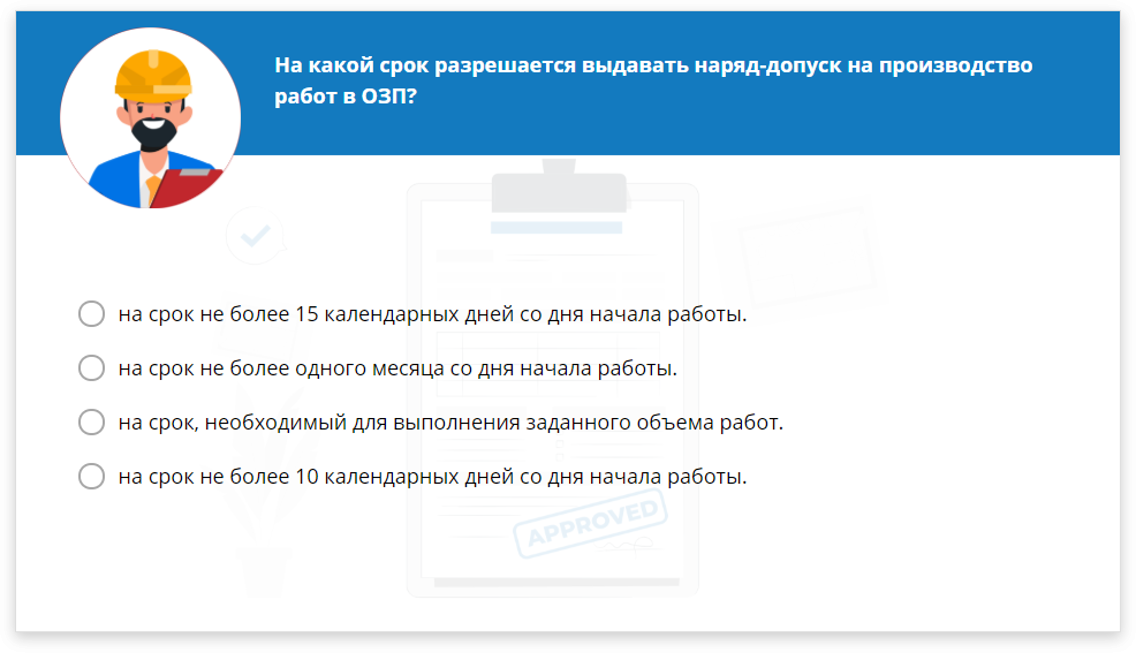 На какой срок разрешается выдавать наряд-допуск на производство
работ в ОЗП?
на срок не более 15 календарных дней со дня начала работы.
на срок не более одного месяца со дня начала работы.
на срок, необходимый для выполнения заданного объема работ.
на срок не более 10 календарных дней со дня начала работы.
APPROVED